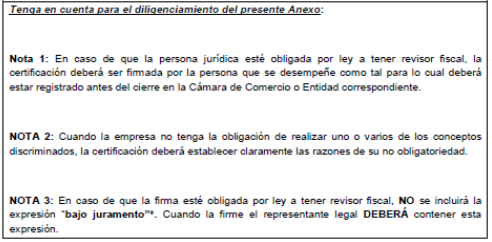 Tenga en cuenta para el diligenciamiento del presente Anexo:
Nota 1: En caso de que la persona jurídica esté obligada por ley a tener revisor fiscal, la
certificación deberá ser firmada por la persona que se desempeñe como tal para lo cual deberá
estar registrado antes del cierre en la Cámara de Comercio o Entidad correspondiente.
NOTA 2: Cuando la empresa no tenga la obligación de realizar uno o varios de los conceptos
discriminados, la certificación deberá establecer claramente las razones de su no obligatoriedad.
NOTA 3: En caso de que la firma esté obligada por ley a tener revisor fiscal, NO se incluirá la
expresión "bajo juramento"*. Cuando la firme el representante legal DEBERÁ contener esta
expresión.